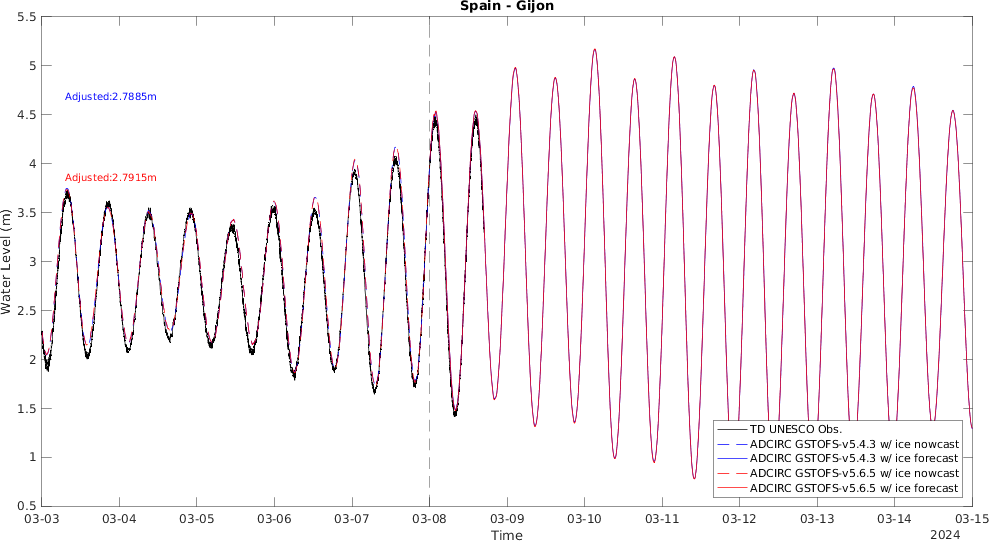 Spain - Gijon
5.5
5
4.5
4
3.5
3
2.5
2
1.5
1
0.5
Water Level (m)
Adjusted:2.7885m
Adjusted:2.7915m
TD UNESCO Obs.
ADCIRC GSTOFS-v5.4.3 w/ ice nowcast
ADCIRC GSTOFS-v5.4.3 w/ ice forecast
ADCIRC GSTOFS-v5.6.5 w/ ice nowcast
ADCIRC GSTOFS-v5.6.5 w/ ice forecast
03-03 03-04 03-05 03-06 03-07 03-08 03-09 03-10 03-11 03-12 03-13 03-14 03-15
Time
2024